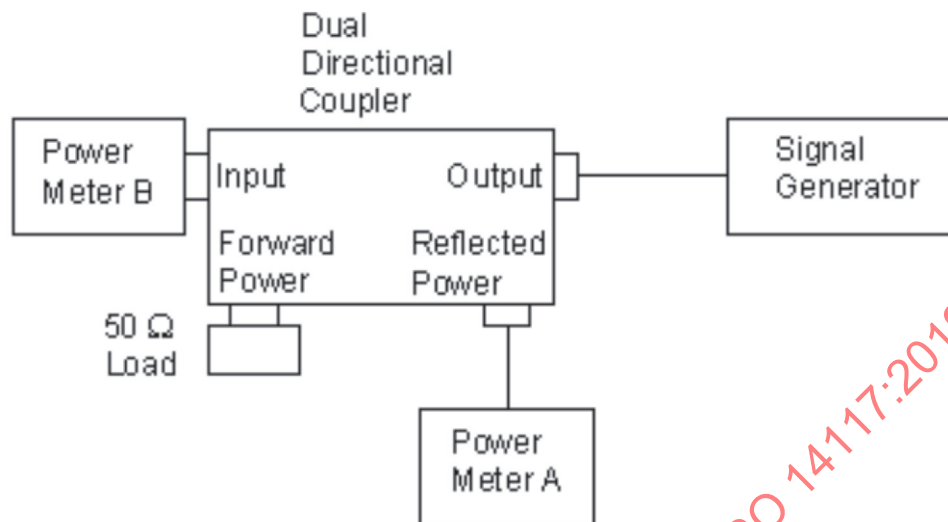 Dual
Directional
Coupler
Power
Meter B
Input
Output
Signal
Generator
Forward
Power
Reflected
Power
50 Ω
Load
Power
Meter A